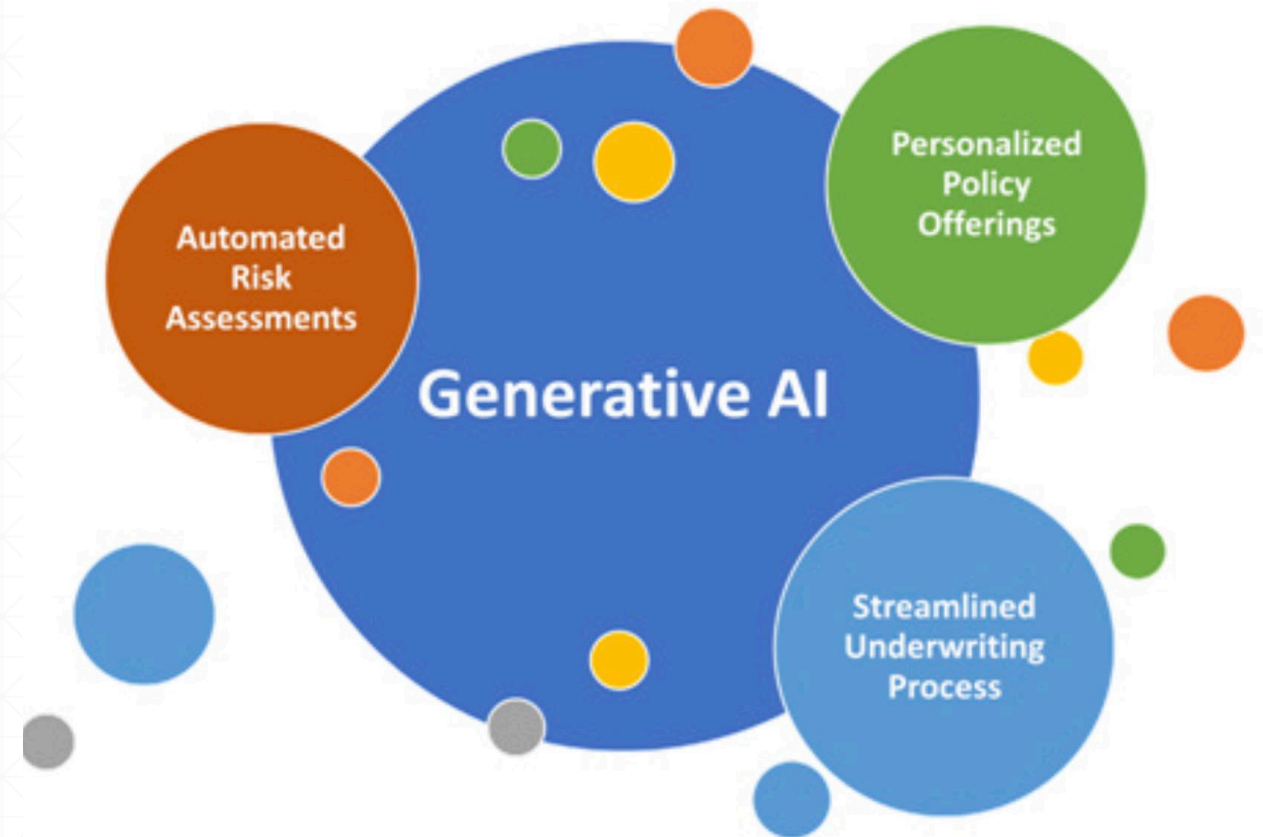 Personalized
Policy
Offerings
Automated
Risk
Assessments
Generative AI
Streamlined
Underwriting
Process